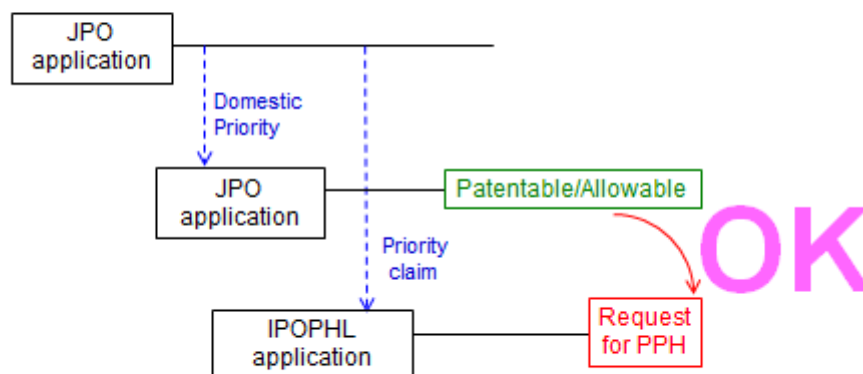 JPO
application
Domestic
Priority
JPO
application
Patentable/Allowable
OK
Priority
claim
IPOPHL
application
Request
for PPH